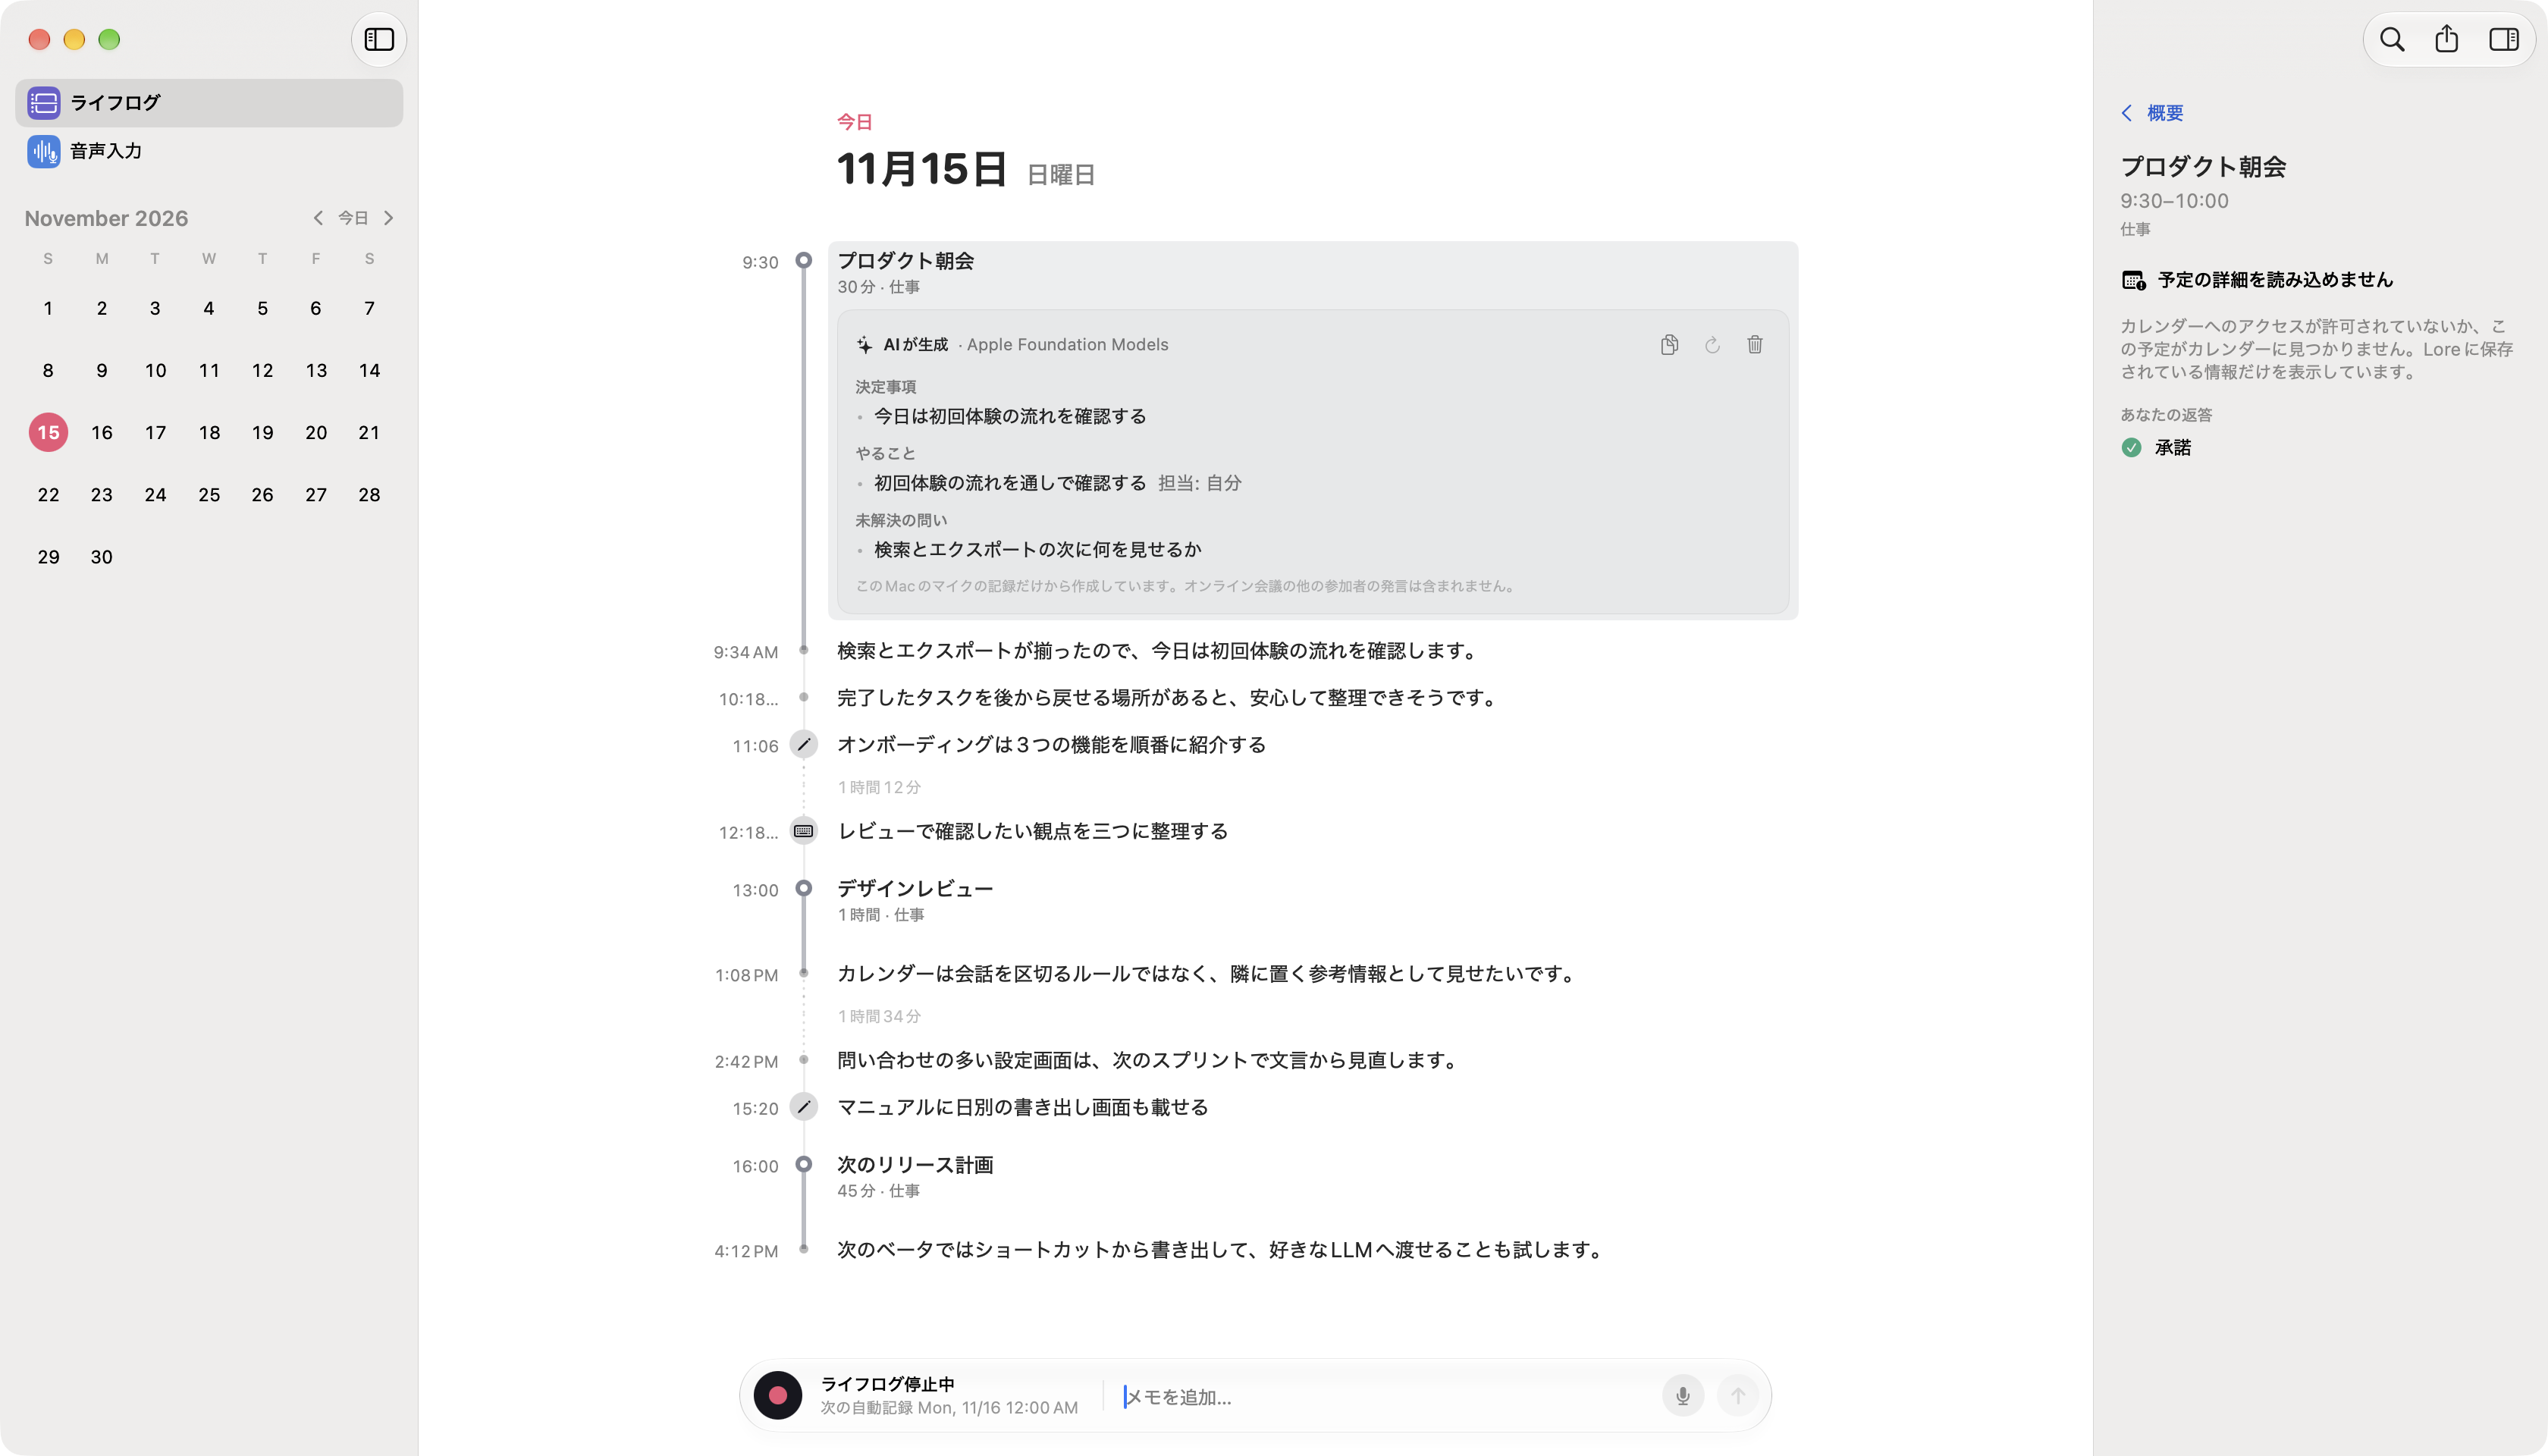 ライフログ
音声入力
November 2026
今日
S M T W T F S
1 2 3 4 5 6 7
8 9 10 11 12 13 14
15 16 17 18 19 20 21
22 23 24 25 26 27 28
29 30
今日
11月15日 日曜日
9:30 プロダクト朝会
30分 · 仕事
AIが生成 · Apple Foundation Models
決定事項
• 今日は初回体験の流れを確認する
やること
• 初回体験の流れを通しで確認する 担当: 自分
未解決の問い
• 検索とエクスポートの次に何を見せるか
このMacのマイクの記録だけから作成しています。オンライン会議の他の参加者の発言は含まれません。
9:34 AM 検索とエクスポートが揃ったので、今日は初回体験の流れを確認します。
10:18... 完了したタスクを後から戻せる場所があると、安心して整理できそうです。
11:06 オンボーディングは3つの機能を順番に紹介する
1時間12分
12:18... レビューで確認したい観点を三つに整理する
13:00 デザインレビュー
1時間 · 仕事
1:08 PM カレンダーは会話を区切るルールではなく、隣に置く参考情報として見せたいです。
1時間34分
2:42 PM 問い合わせの多い設定画面は、次のスプリントで文言から見直します。
15:20 マニュアルに日別の書き出し画面も載せる
16:00 次のリリース計画
45分 · 仕事
4:12 PM 次のベータではショートカットから書き出して、好きなLLMへ渡せることも試します。
ライフログ停止中
次の自動記録 Mon, 11/16 12:00 AM
メモを追加...
概要
プロダクト朝会
9:30–10:00
仕事
予定の詳細を読み込めません
カレンダーへのアクセスが許可されていないか、こ
の予定がカレンダーに見つかりません。Loreに保存
されている情報だけを表示しています。
あなたの返答
承諾